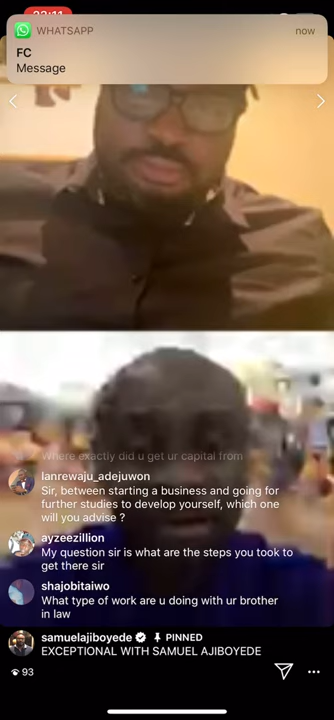 WHATSAPP
now
FC
Message
Where exactly did u get ur capital from
lanrewaju_adejuwon
Sir, between starting a business and going for
further studies to develop yourself, which one
will you advise ?
ayzeezillion
My question sir is what are the steps you took to
get there sir
shajobitaiwo
What type of work are u doing with ur brother
in law
samuelajiboyede PINNED
EXCEPTIONAL WITH SAMUEL AJIBOYEDE
93